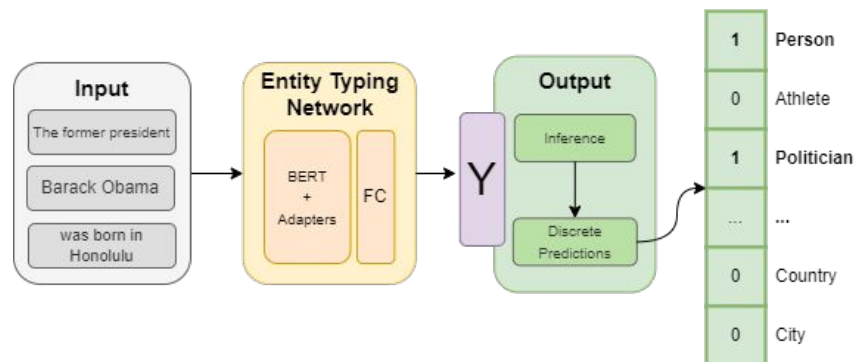 Input
The former president
Barack Obama
was born in
Honolulu
Entity Typing
Network
BERT
+
Adapters
FC
Y
Output
Inference
Discrete
Predictions
1 Person
0 Athlete
1 Politician
... ...
0 Country
0 City